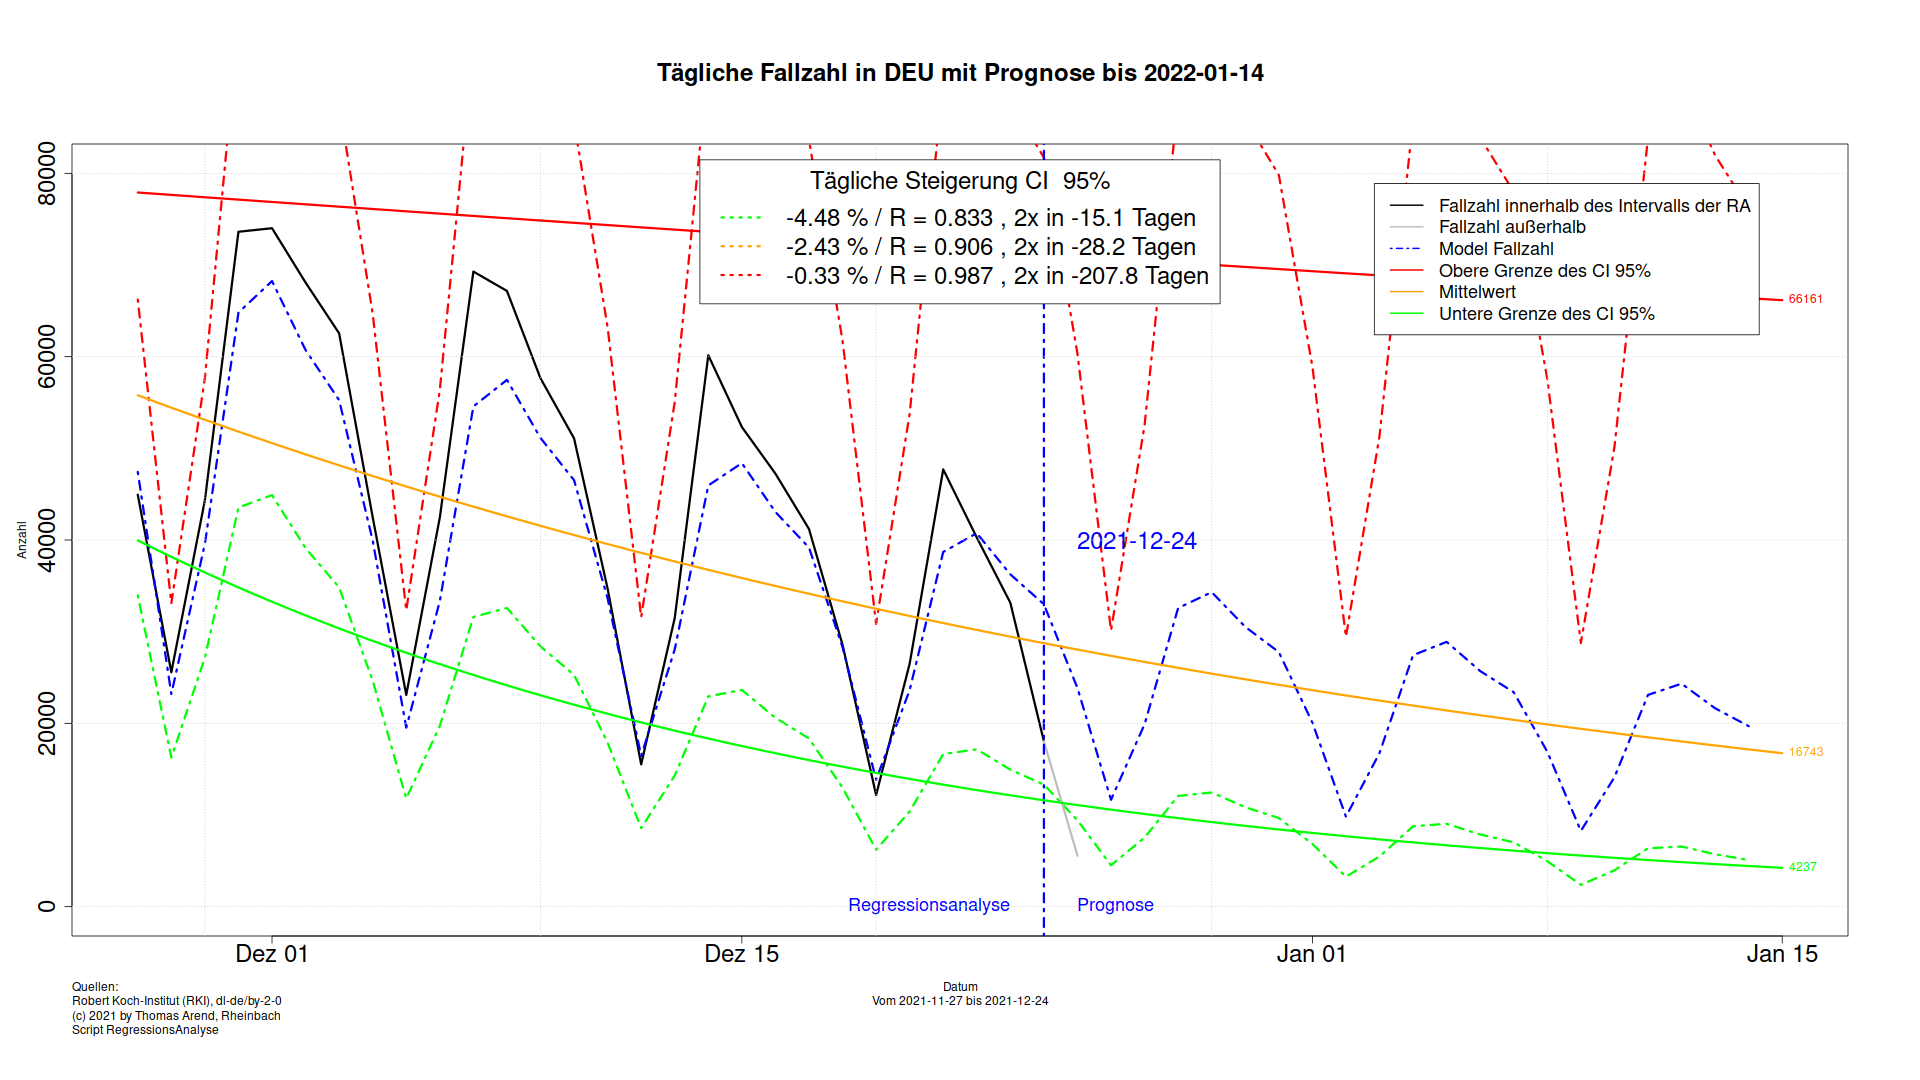 Tägliche Fallzahl in DEU mit Prognose bis 2022-01-14
Tägliche Steigerung CI  95%
-4.48 % / R = 0.833 , 2x in -15.1 Tagen
-2.43 % / R = 0.906 , 2x in -28.2 Tagen
-0.33 % / R = 0.987 , 2x in -207.8 Tagen
Fallzahl innerhalb des Intervalls der RA
Fallzahl außerhalb
Model Fallzahl
Obere Grenze des CI 95%
Mittelwert
Untere Grenze des CI 95%
80000
60000
40000
20000
0
Anzahl
66161
16743
4237
2021-12-24
Regressionsanalyse
Prognose
Dez 01
Dez 15
Jan 01
Jan 15
Datum
Vom 2021-11-27 bis 2021-12-24
Quellen:
Robert Koch-Institut (RKI), dl-de/by-2-0
(c) 2021 by Thomas Arend, Rheinbach
Script RegressionsAnalyse